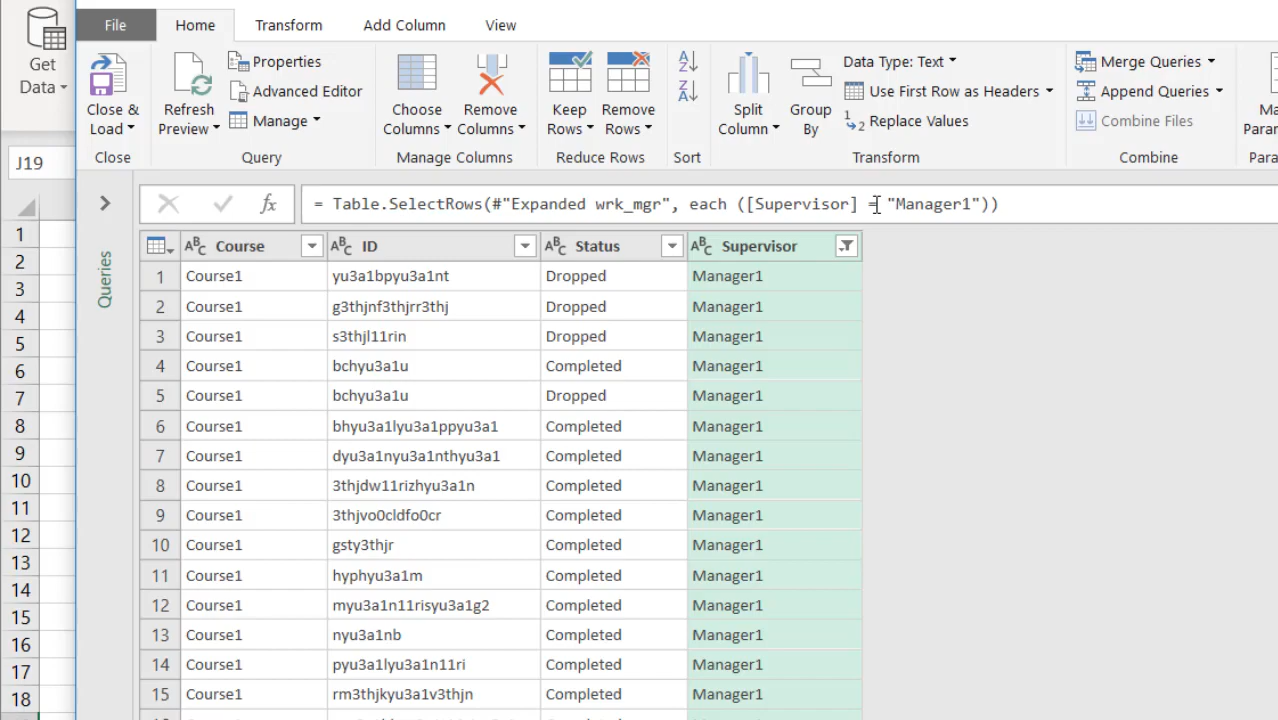 File Home Transform Add Column View
Get Data
Close & Load
Refresh Preview
Properties
Advanced Editor
Manage
Choose Columns
Remove Columns
Keep Rows
Remove Rows
Split Column
Group By
Data Type: Text
Use First Row as Headers
Replace Values
Merge Queries
Append Queries
Combine Files
Close Query Manage Columns Reduce Rows Sort Transform Combine
J19
fx = Table.SelectRows(#"Expanded wrk_mgr", each ([Supervisor] = "Manager1"))
Queries
ABC Course ABC ID ABC Status ABC Supervisor
1 Course1 yu3a1bpyu3a1nt Dropped Manager1
2 Course1 g3thjnf3thjrr3thj Dropped Manager1
3 Course1 s3thjl11rin Dropped Manager1
4 Course1 bchyu3a1u Completed Manager1
5 Course1 bchyu3a1u Dropped Manager1
6 Course1 bhyu3a1lyu3a1ppyu3a1 Completed Manager1
7 Course1 dyu3a1nyu3a1nthyu3a1 Completed Manager1
8 Course1 3thjdw11rizhyu3a1n Completed Manager1
9 Course1 3thjvo0cldfo0cr Completed Manager1
10 Course1 gsty3thjr Completed Manager1
11 Course1 hyphyu3a1m Completed Manager1
12 Course1 myu3a1n11risyu3a1g2 Completed Manager1
13 Course1 nyu3a1nb Completed Manager1
14 Course1 pyu3a1lyu3a1n11ri Completed Manager1
15 Course1 rm3thjkyu3a1v3thjn Completed Manager1
1
2
3
4
5
6
7
8
9
10
11
12
13
14
15
16
17
18